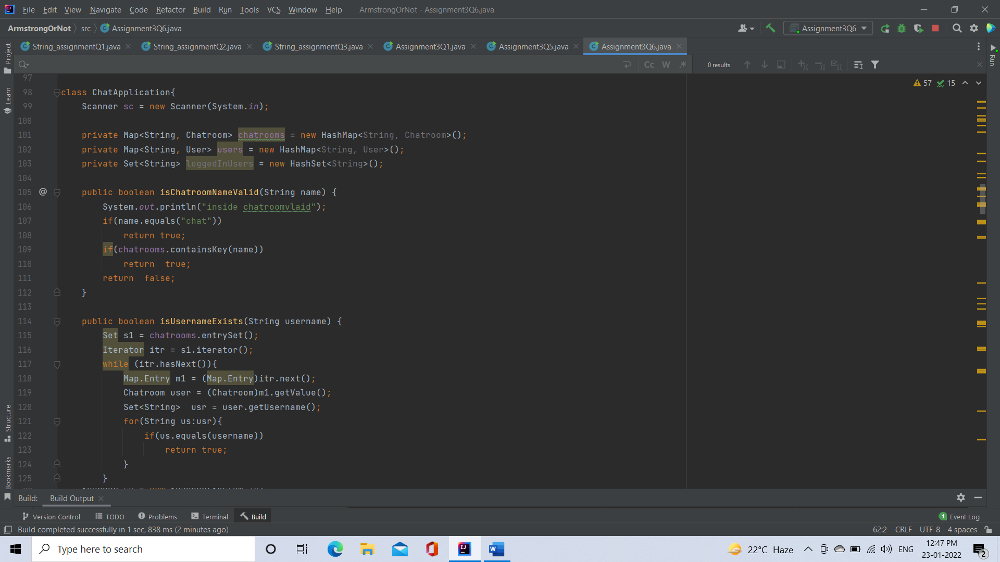 File Edit View Navigate Code Refactor Build Run Tools VCS Window Help ArmstrongOrNot - Assignment3Q6.java
ArmstrongOrNot src Assignment3Q6.java Assignment3Q6
String_assignmentQ1.java String_assignmentQ2.java String_assignmentQ3.java Assignment3Q1.java Assignment3Q5.java Assignment3Q6.java
Project
Learn
Structure
Bookmarks
Run
Cc W .* 0 results
57 15
97
98 class ChatApplication{
99 Scanner sc = new Scanner(System.in);
100
101 private Map<String, Chatroom> chatrooms = new HashMap<String, Chatroom>();
102 private Map<String, User> users = new HashMap<String, User>();
103 private Set<String> loggedInUsers = new HashSet<String>();
104
105 @ public boolean isChatroomNameValid(String name) {
106 System.out.println("inside chatroomvlaid");
107 if(name.equals("chat"))
108 return true;
109 if(chatrooms.containsKey(name))
110 return  true;
111 return  false;
112 }
113
114 public boolean isUsernameExists(String username) {
115 Set s1 = chatrooms.entrySet();
116 Iterator itr = s1.iterator();
117 while (itr.hasNext()){
118 Map.Entry m1 = (Map.Entry)itr.next();
119 Chatroom user = (Chatroom)m1.getValue();
120 Set<String>  usr = user.getUsername();
121 for(String us:usr){
122 if(us.equals(username))
123 return true;
124 }
125 }
Build: Build Output
Version Control TODO Problems Terminal Build 1 Event Log
Build completed successfully in 1 sec, 838 ms (2 minutes ago) 62:2 CRLF UTF-8 4 spaces
Type here to search 22°C Haze ENG 12:47 PM
23-01-2022 2